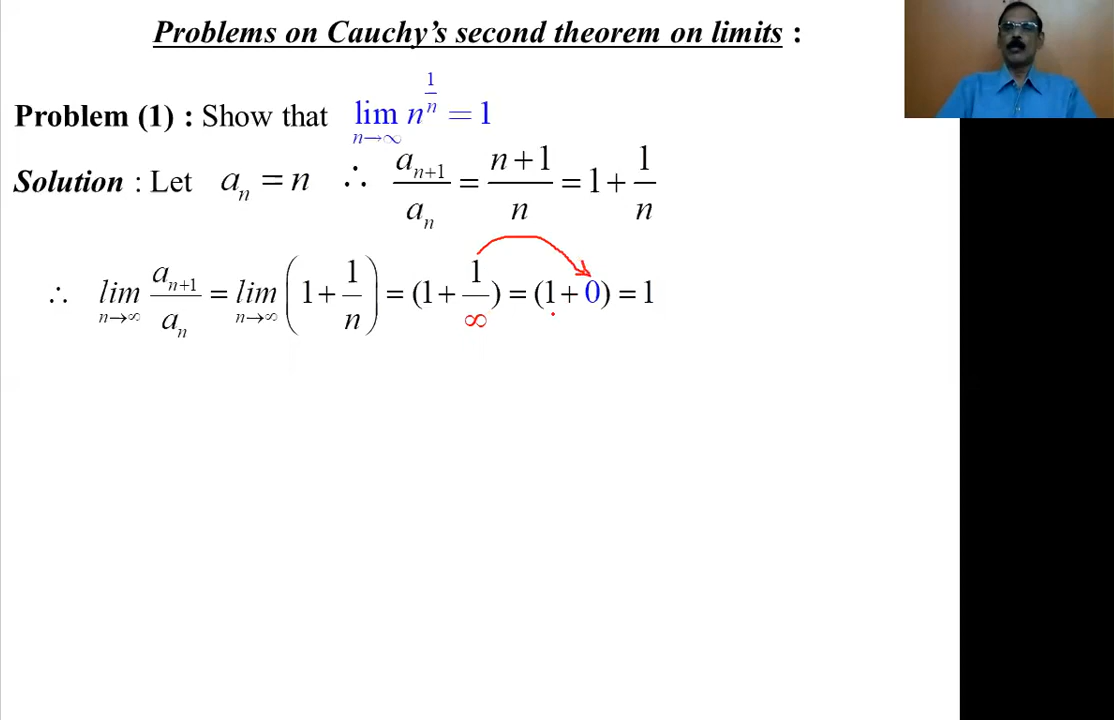 Problems on Cauchy's second theorem on limits :
Problem (1) : Show that lim_{n→∞} n^{1/n} = 1
Solution : Let a_n = n ∴ a_{n+1}/a_n = (n+1)/n = 1 + 1/n
∴ lim_{n→∞} a_{n+1}/a_n = lim_{n→∞} (1 + 1/n) = (1 + 1/∞) = (1 + 0) = 1